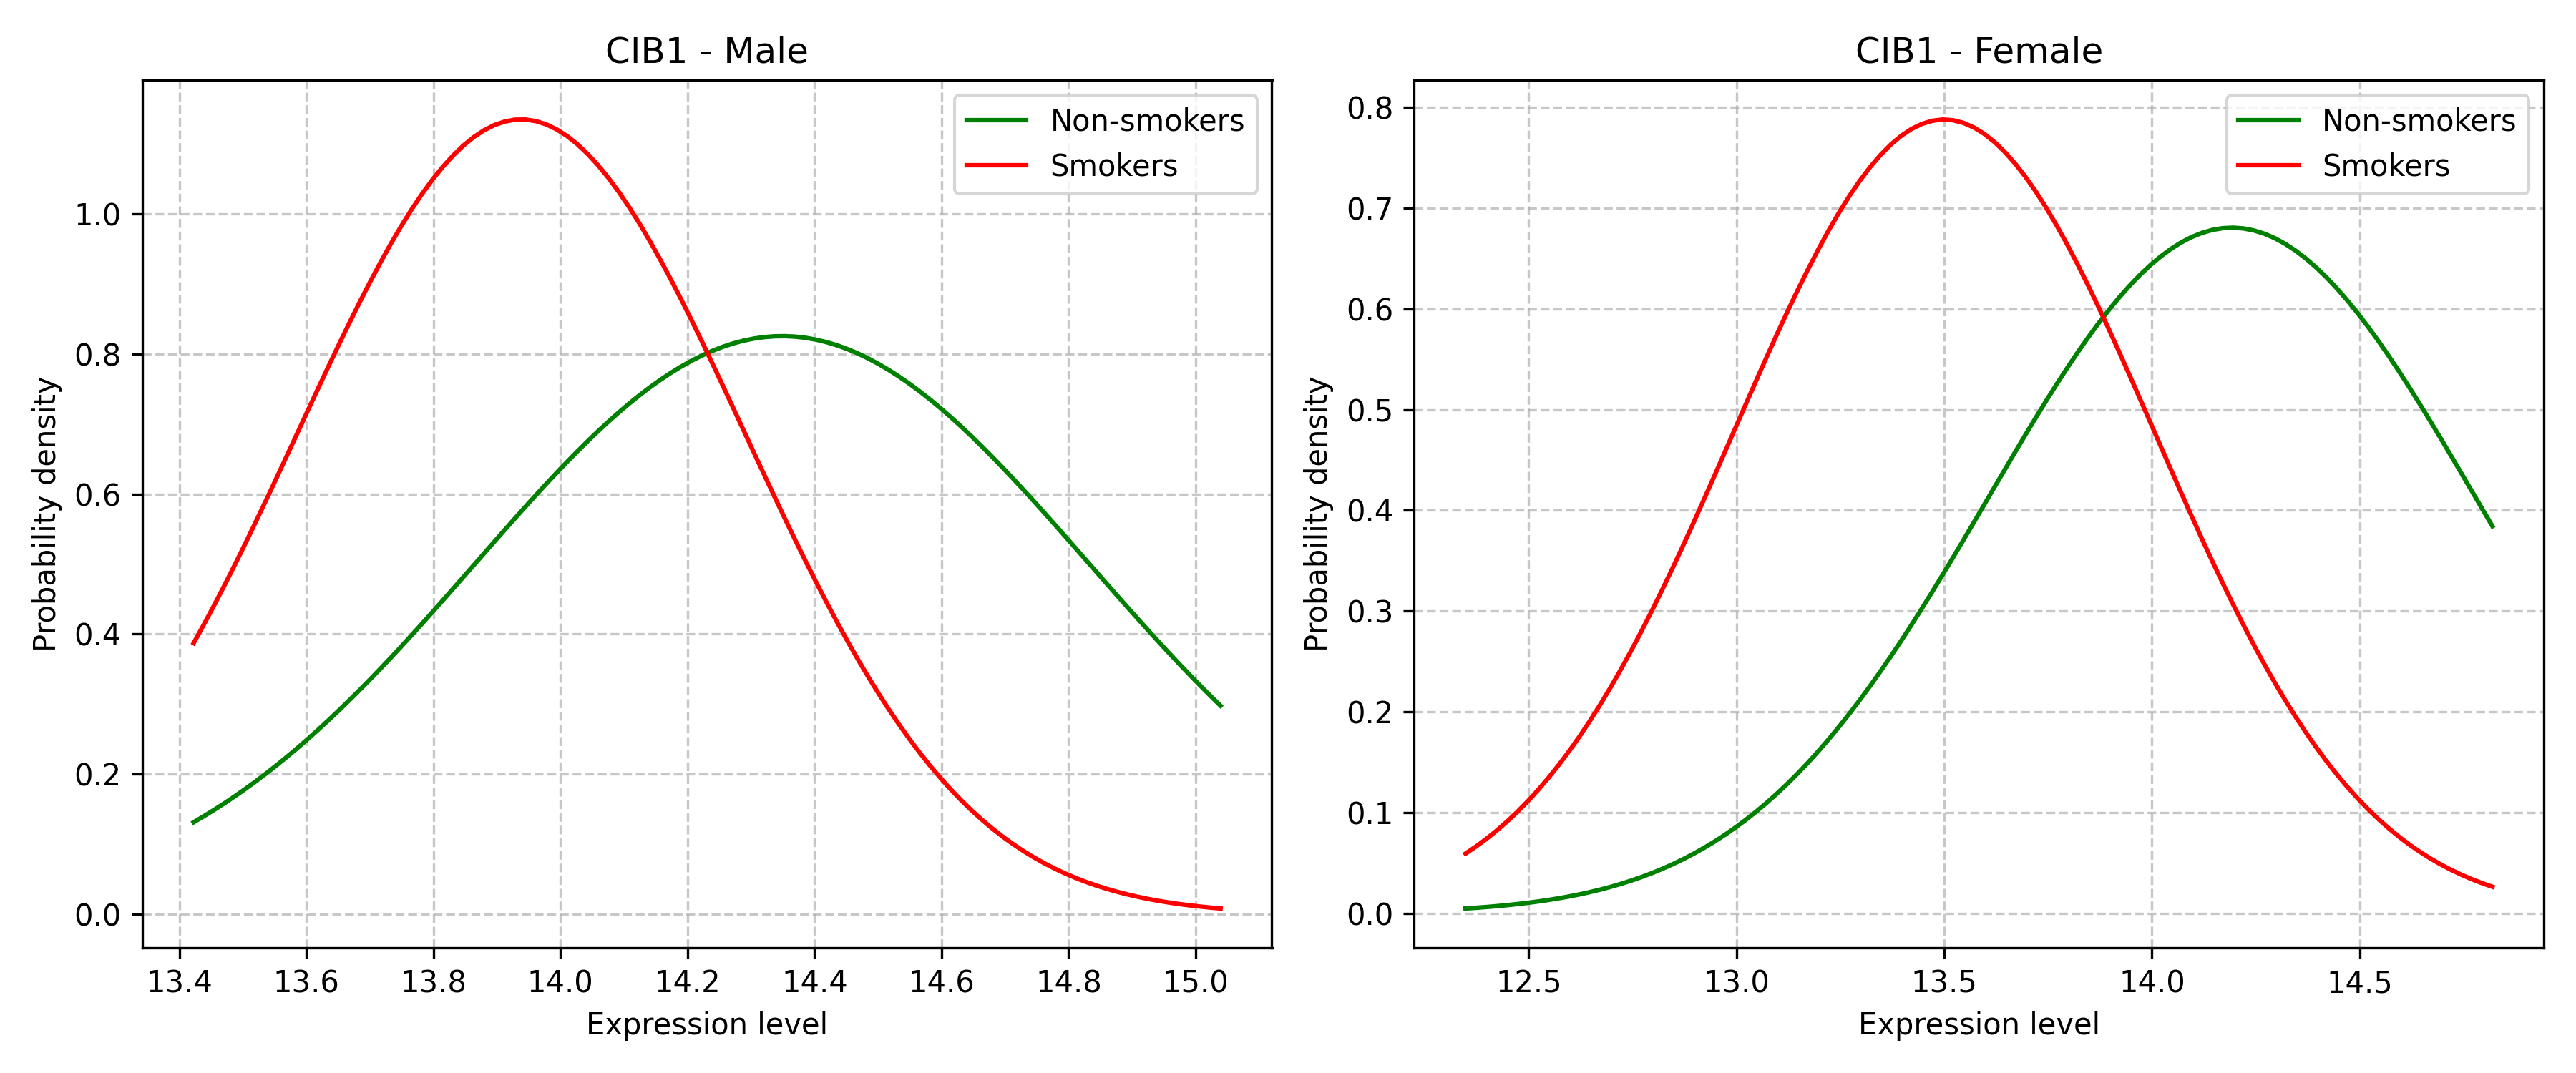 CIB1 - Male
Non-smokers
Smokers
Probability density
1.0
0.8
0.6
0.4
0.2
0.0
13.4 13.6 13.8 14.0 14.2 14.4 14.6 14.8 15.0
Expression level
CIB1 - Female
Non-smokers
Smokers
Probability density
0.8
0.7
0.6
0.5
0.4
0.3
0.2
0.1
0.0
12.5 13.0 13.5 14.0 14.5
Expression level